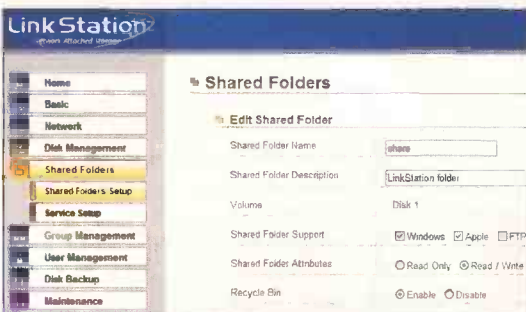 LinkStation
Network Attached Storage
Home
Basic
Network
Disk Management
Shared Folders
Shared Folders Setup
Service Setup
Group Management
User Management
Disk Backup
Maintenance
Shared Folders
Edit Shared Folder
Shared Folder Name share
Shared Folder Description LinkStation folder
Volume Disk 1
Shared Folder Support Windows Apple FTP
Shared Folder Attributes Read Only Read / Write
Recycle Bin Enable Disable